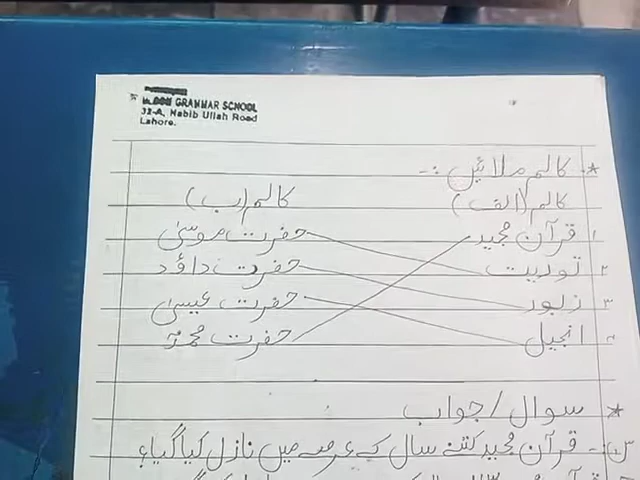 GRAMMAR SCHOOL
32-A, Habib Ullah Road
Lahore.
* کالم ملائیں :-
کالم (الف) کالم (ب)
۱ قرآن مجید حضرت موسیٰ
۲ توریت حضرت داؤد
۳ زبور حضرت عیسیٰ
۴ انجیل حضرت محمدؐ
* سوال / جواب
س:- قرآن مجید کتنے سال کے عرصہ میں نازل کیا گیا؟